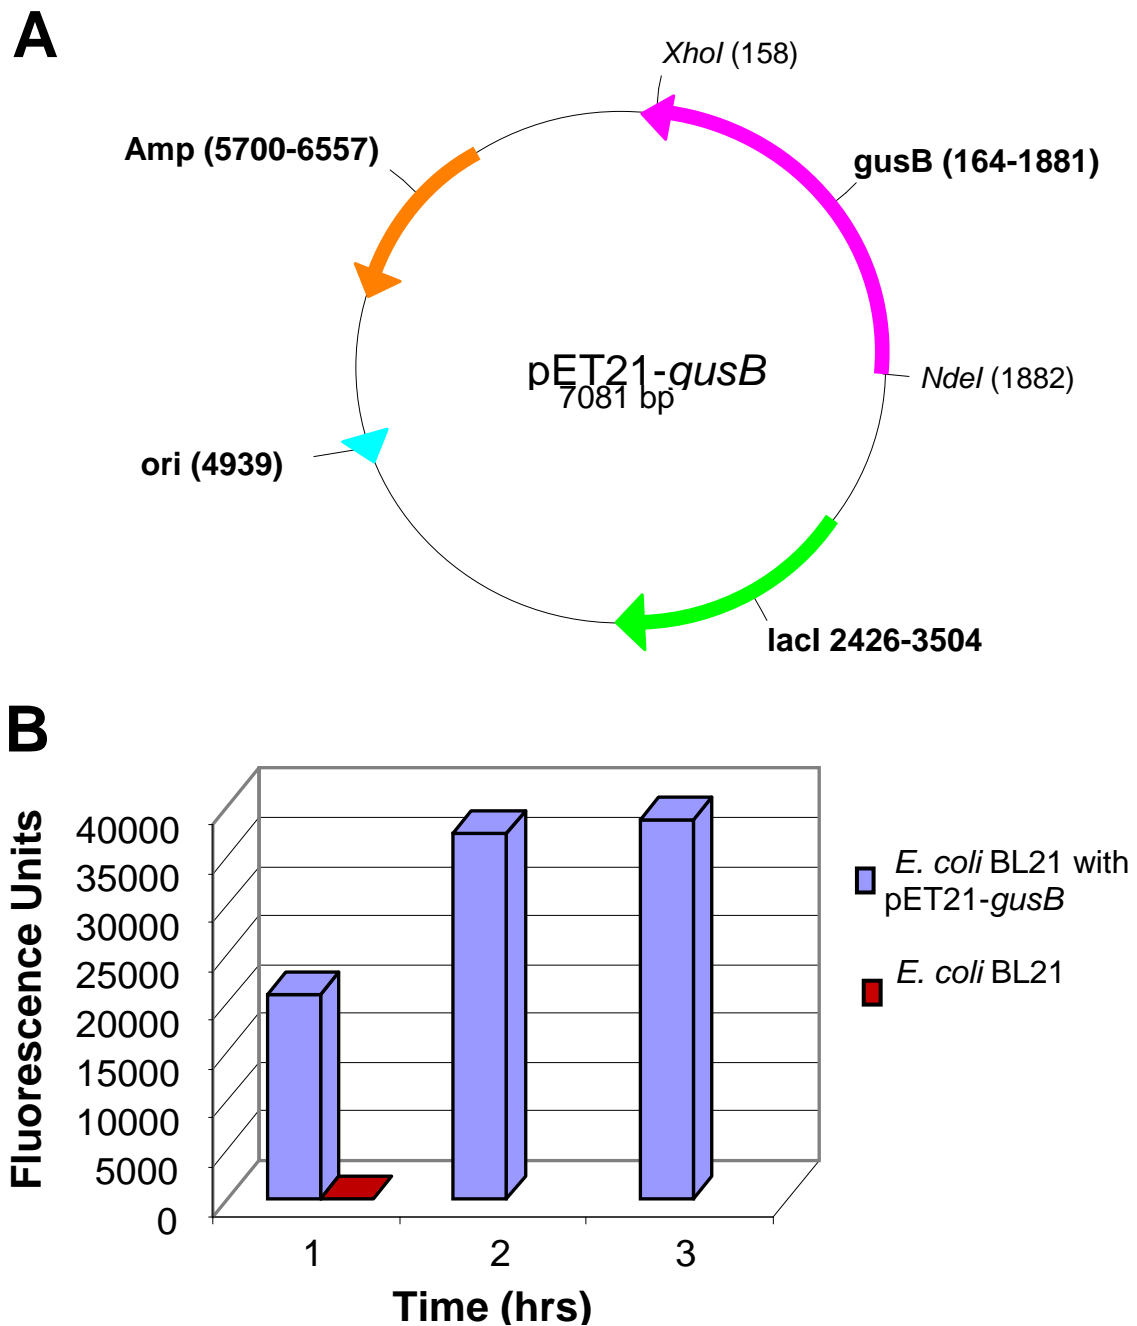 A
XhoI (158)
Amp (5700-6557)
gusB (164-1881)
pET21-gusB
7081 bp
NdeI (1882)
ori (4939)
lacI 2426-3504
B
Fluorescence Units
40000
35000
30000
25000
20000
15000
10000
5000
0
1 2 3
Time (hrs)
E. coli BL21 with
pET21-gusB
E. coli BL21